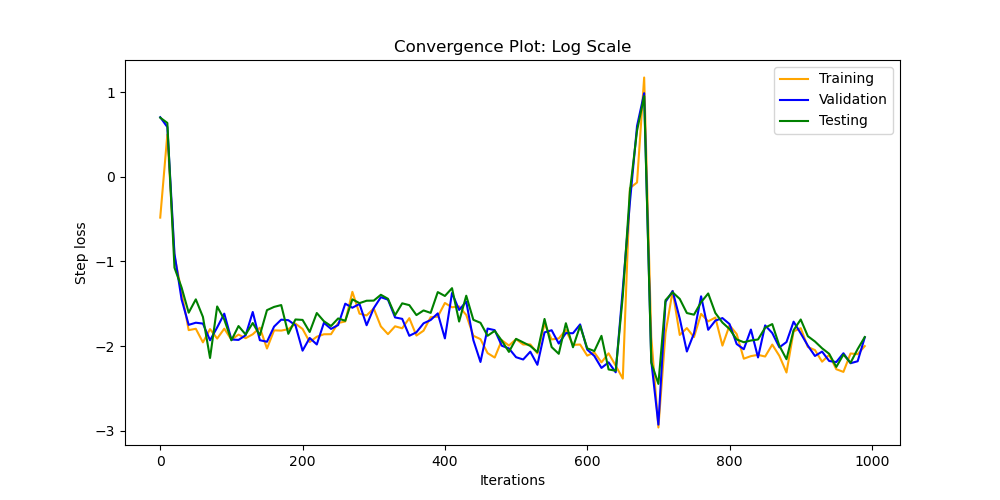 Convergence Plot: Log Scale
Training
Validation
Testing
1
0
−1
−2
−3
Step loss
0 200 400 600 800 1000
Iterations